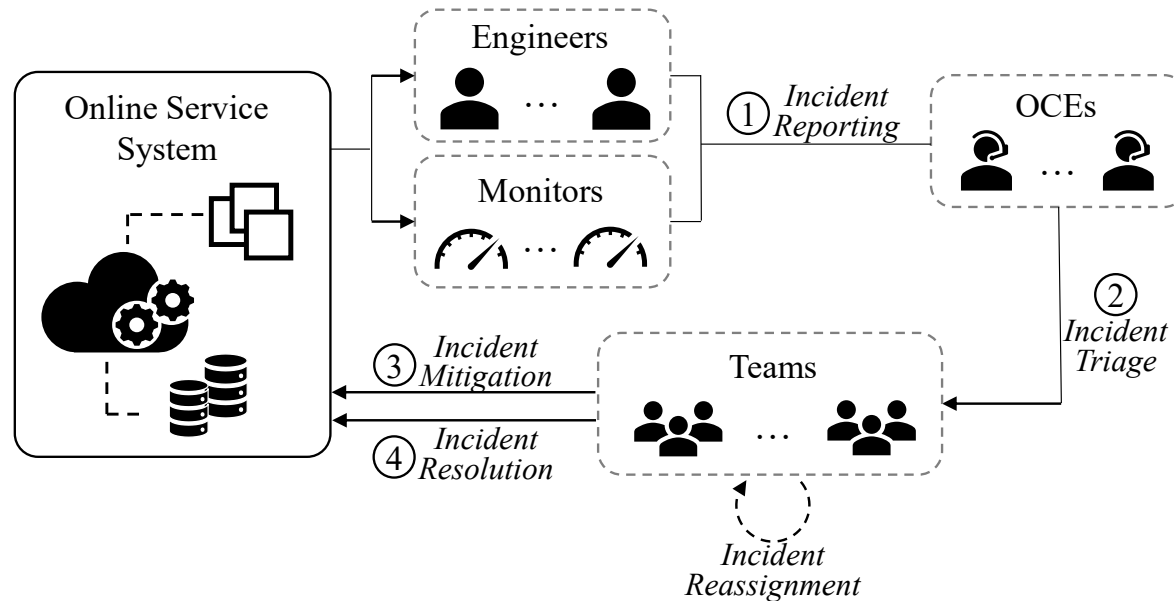 Engineers
...
Online Service
System
Monitors
...
1 Incident
Reporting
OCEs
...
2
Incident
Triage
Teams
...
3 Incident
Mitigation
4 Incident
Resolution
Incident
Reassignment